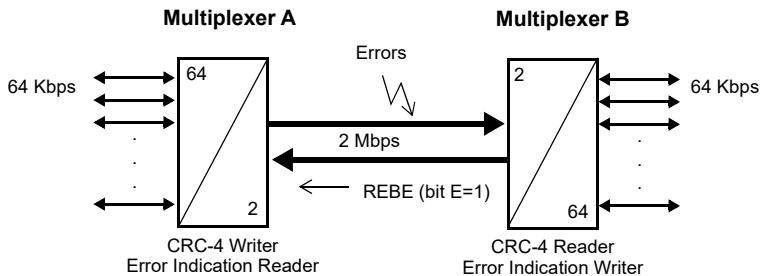 Multiplexer A
Multiplexer B
Errors
64
2
64 Kbps
64 Kbps
2 Mbps
REBE (bit E=1)
2
64
CRC-4 Writer
Error Indication Reader
CRC-4 Reader
Error Indication Writer